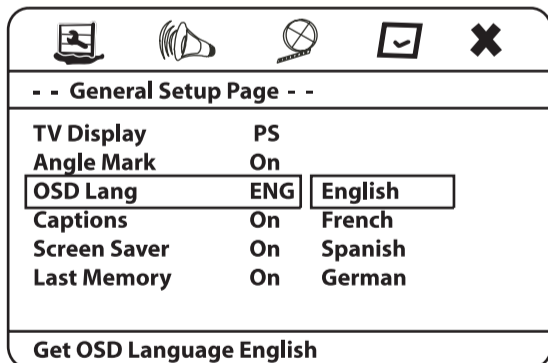 - - General Setup Page - -
TV Display PS
Angle Mark On
OSD Lang ENG English
Captions On French
Screen Saver On Spanish
Last Memory On German
Get OSD Language English